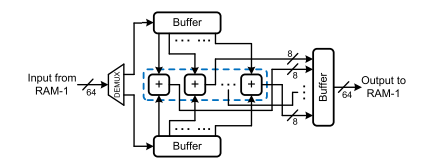 Buffer
... ...
8
8
Input from
RAM-1
64
DEMUX
+
+
...
+
Buffer
64
Output to
RAM-1
8
... ...
Buffer